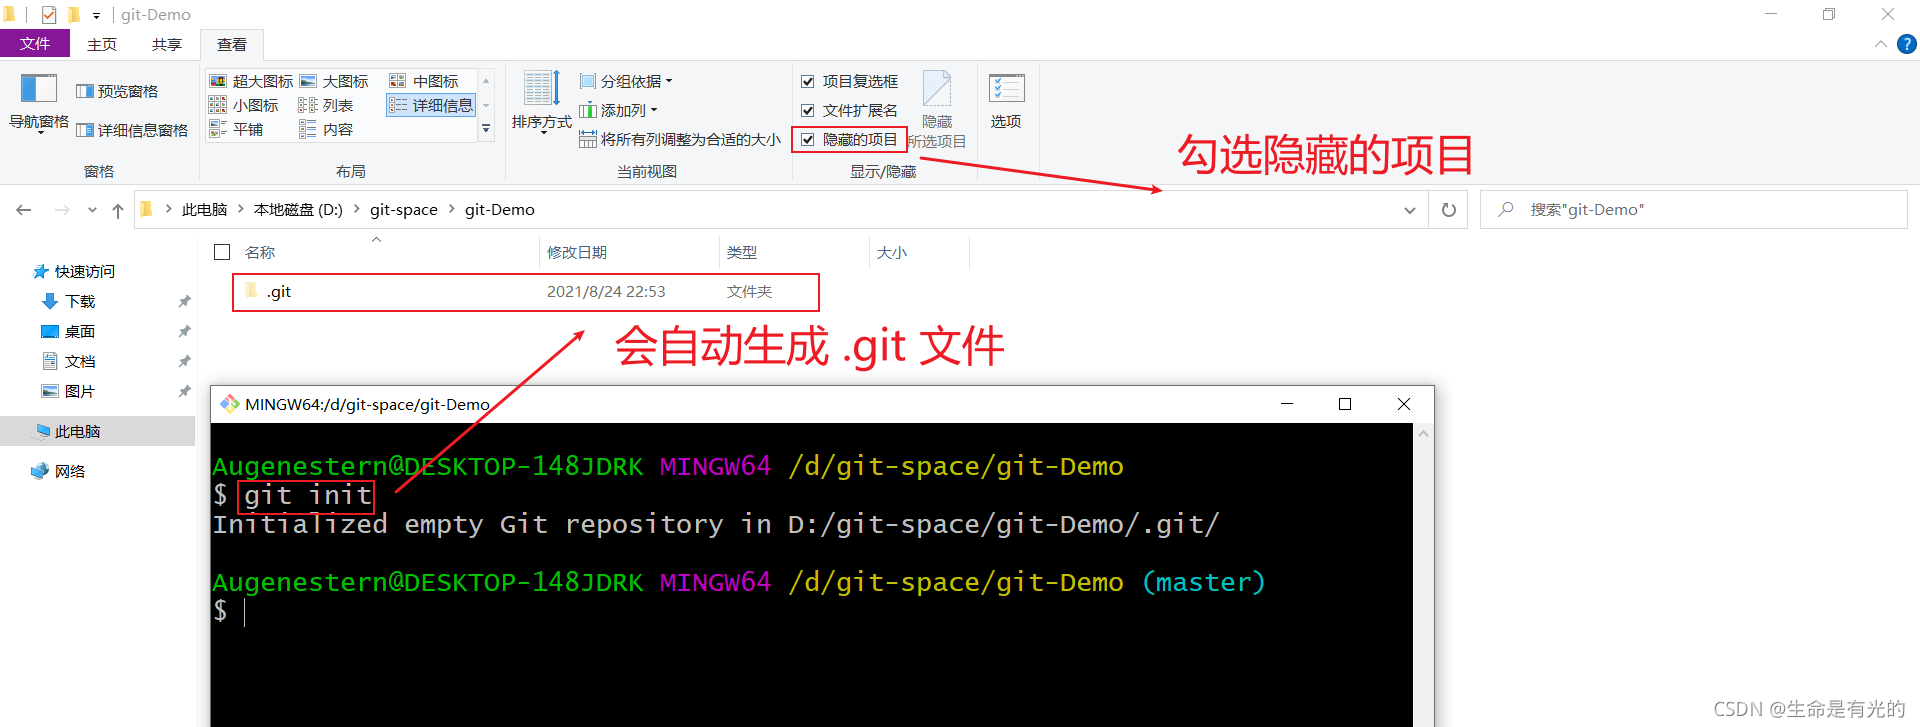 git-Demo
文件 主页 共享 查看
导航窗格
预览窗格
详细信息窗格
窗格
超大图标 大图标 中图标
小图标 列表 详细信息
平铺 内容
布局
排序方式
分组依据
添加列
将所有列调整为合适的大小
当前视图
项目复选框
文件扩展名
隐藏的项目
隐藏
所选项目
显示/隐藏
选项
勾选隐藏的项目
此电脑 本地磁盘 (D:) git-space git-Demo
搜索"git-Demo"
名称 修改日期 类型 大小
.git 2021/8/24 22:53 文件夹
快速访问
下载
桌面
文档
图片
此电脑
网络
会自动生成 .git 文件
MINGW64:/d/git-space/git-Demo
Augenestern@DESKTOP-148JDRK MINGW64 /d/git-space/git-Demo
$ git init
Initialized empty Git repository in D:/git-space/git-Demo/.git/
Augenestern@DESKTOP-148JDRK MINGW64 /d/git-space/git-Demo (master)
$
CSDN @生命是有光的